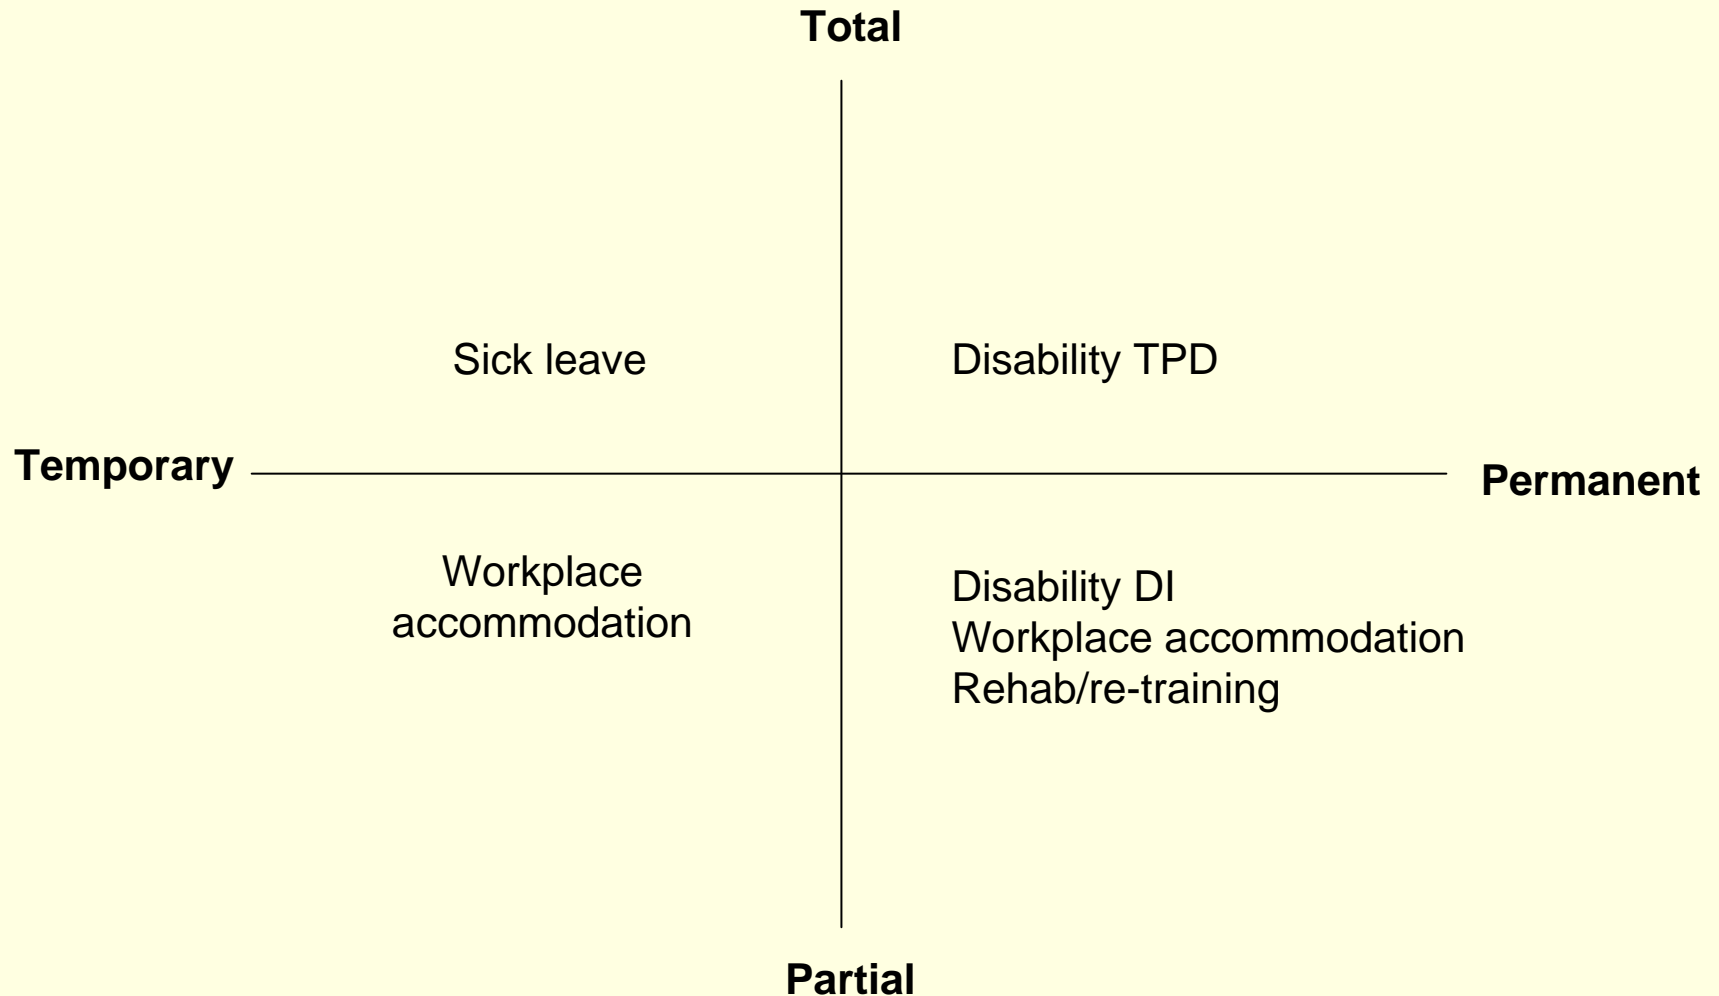 Total
Sick leave
Disability TPD
Temporary
Permanent
Workplace
accommodation
Disability DI
Workplace accommodation
Rehab/re-training
Partial